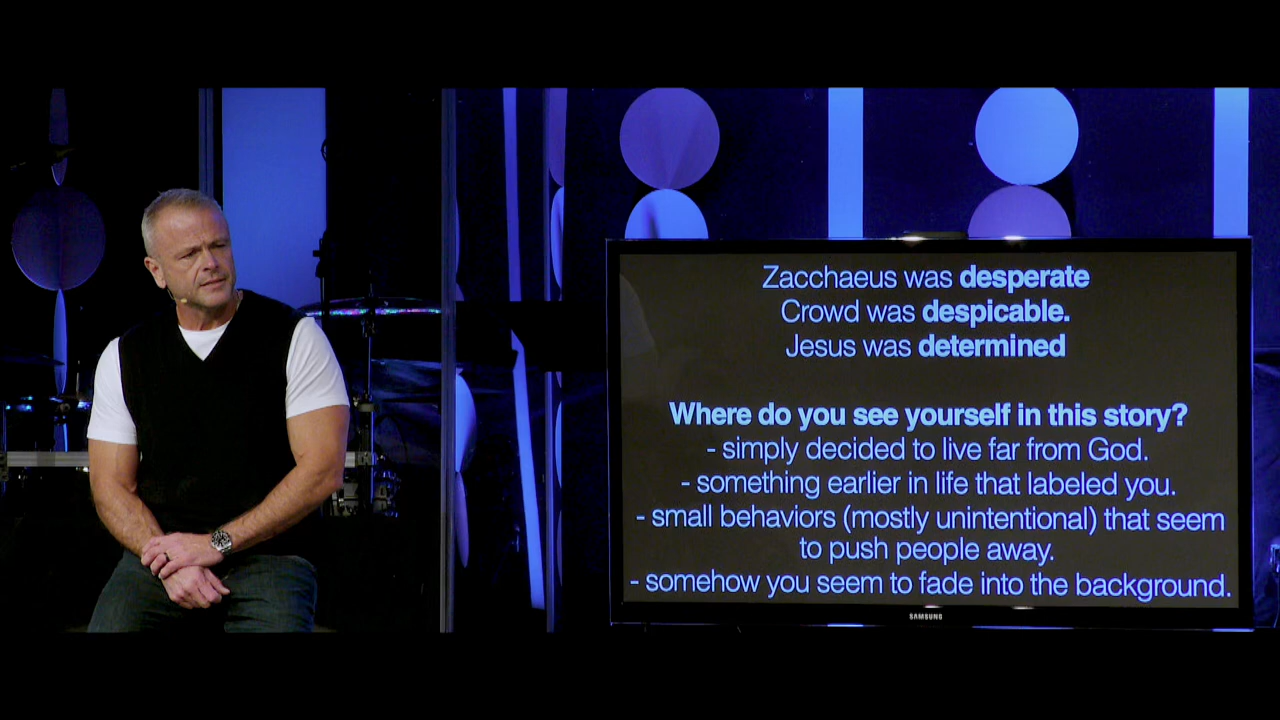 Zacchaeus was desperate
Crowd was despicable.
Jesus was determined
Where do you see yourself in this story?
- simply decided to live far from God.
- something earlier in life that labeled you.
- small behaviors (mostly unintentional) that seem
to push people away.
- somehow you seem to fade into the background.
SAMSUNG